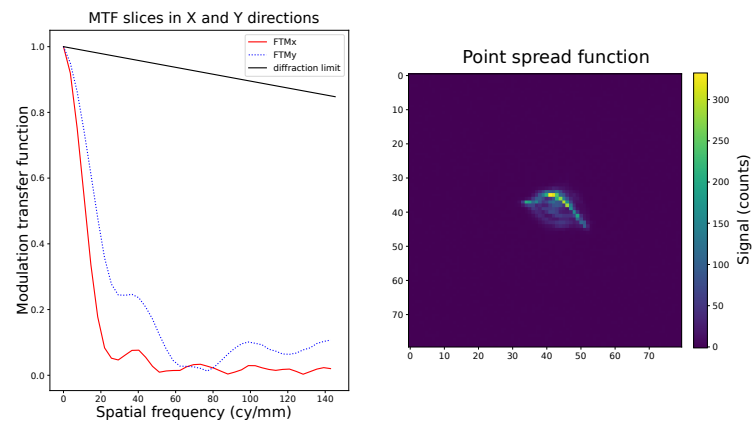 MTF slices in X and Y directions
FTMx
FTMy
diffraction limit
Modulation transfer function
1.0
0.8
0.6
0.4
0.2
0.0
0 20 40 60 80 100 120 140
Spatial frequency (cy/mm)
Point spread function
0
10
20
30
40
50
60
70
0 10 20 30 40 50 60 70
300
250
200
150
100
50
0
Signal (counts)